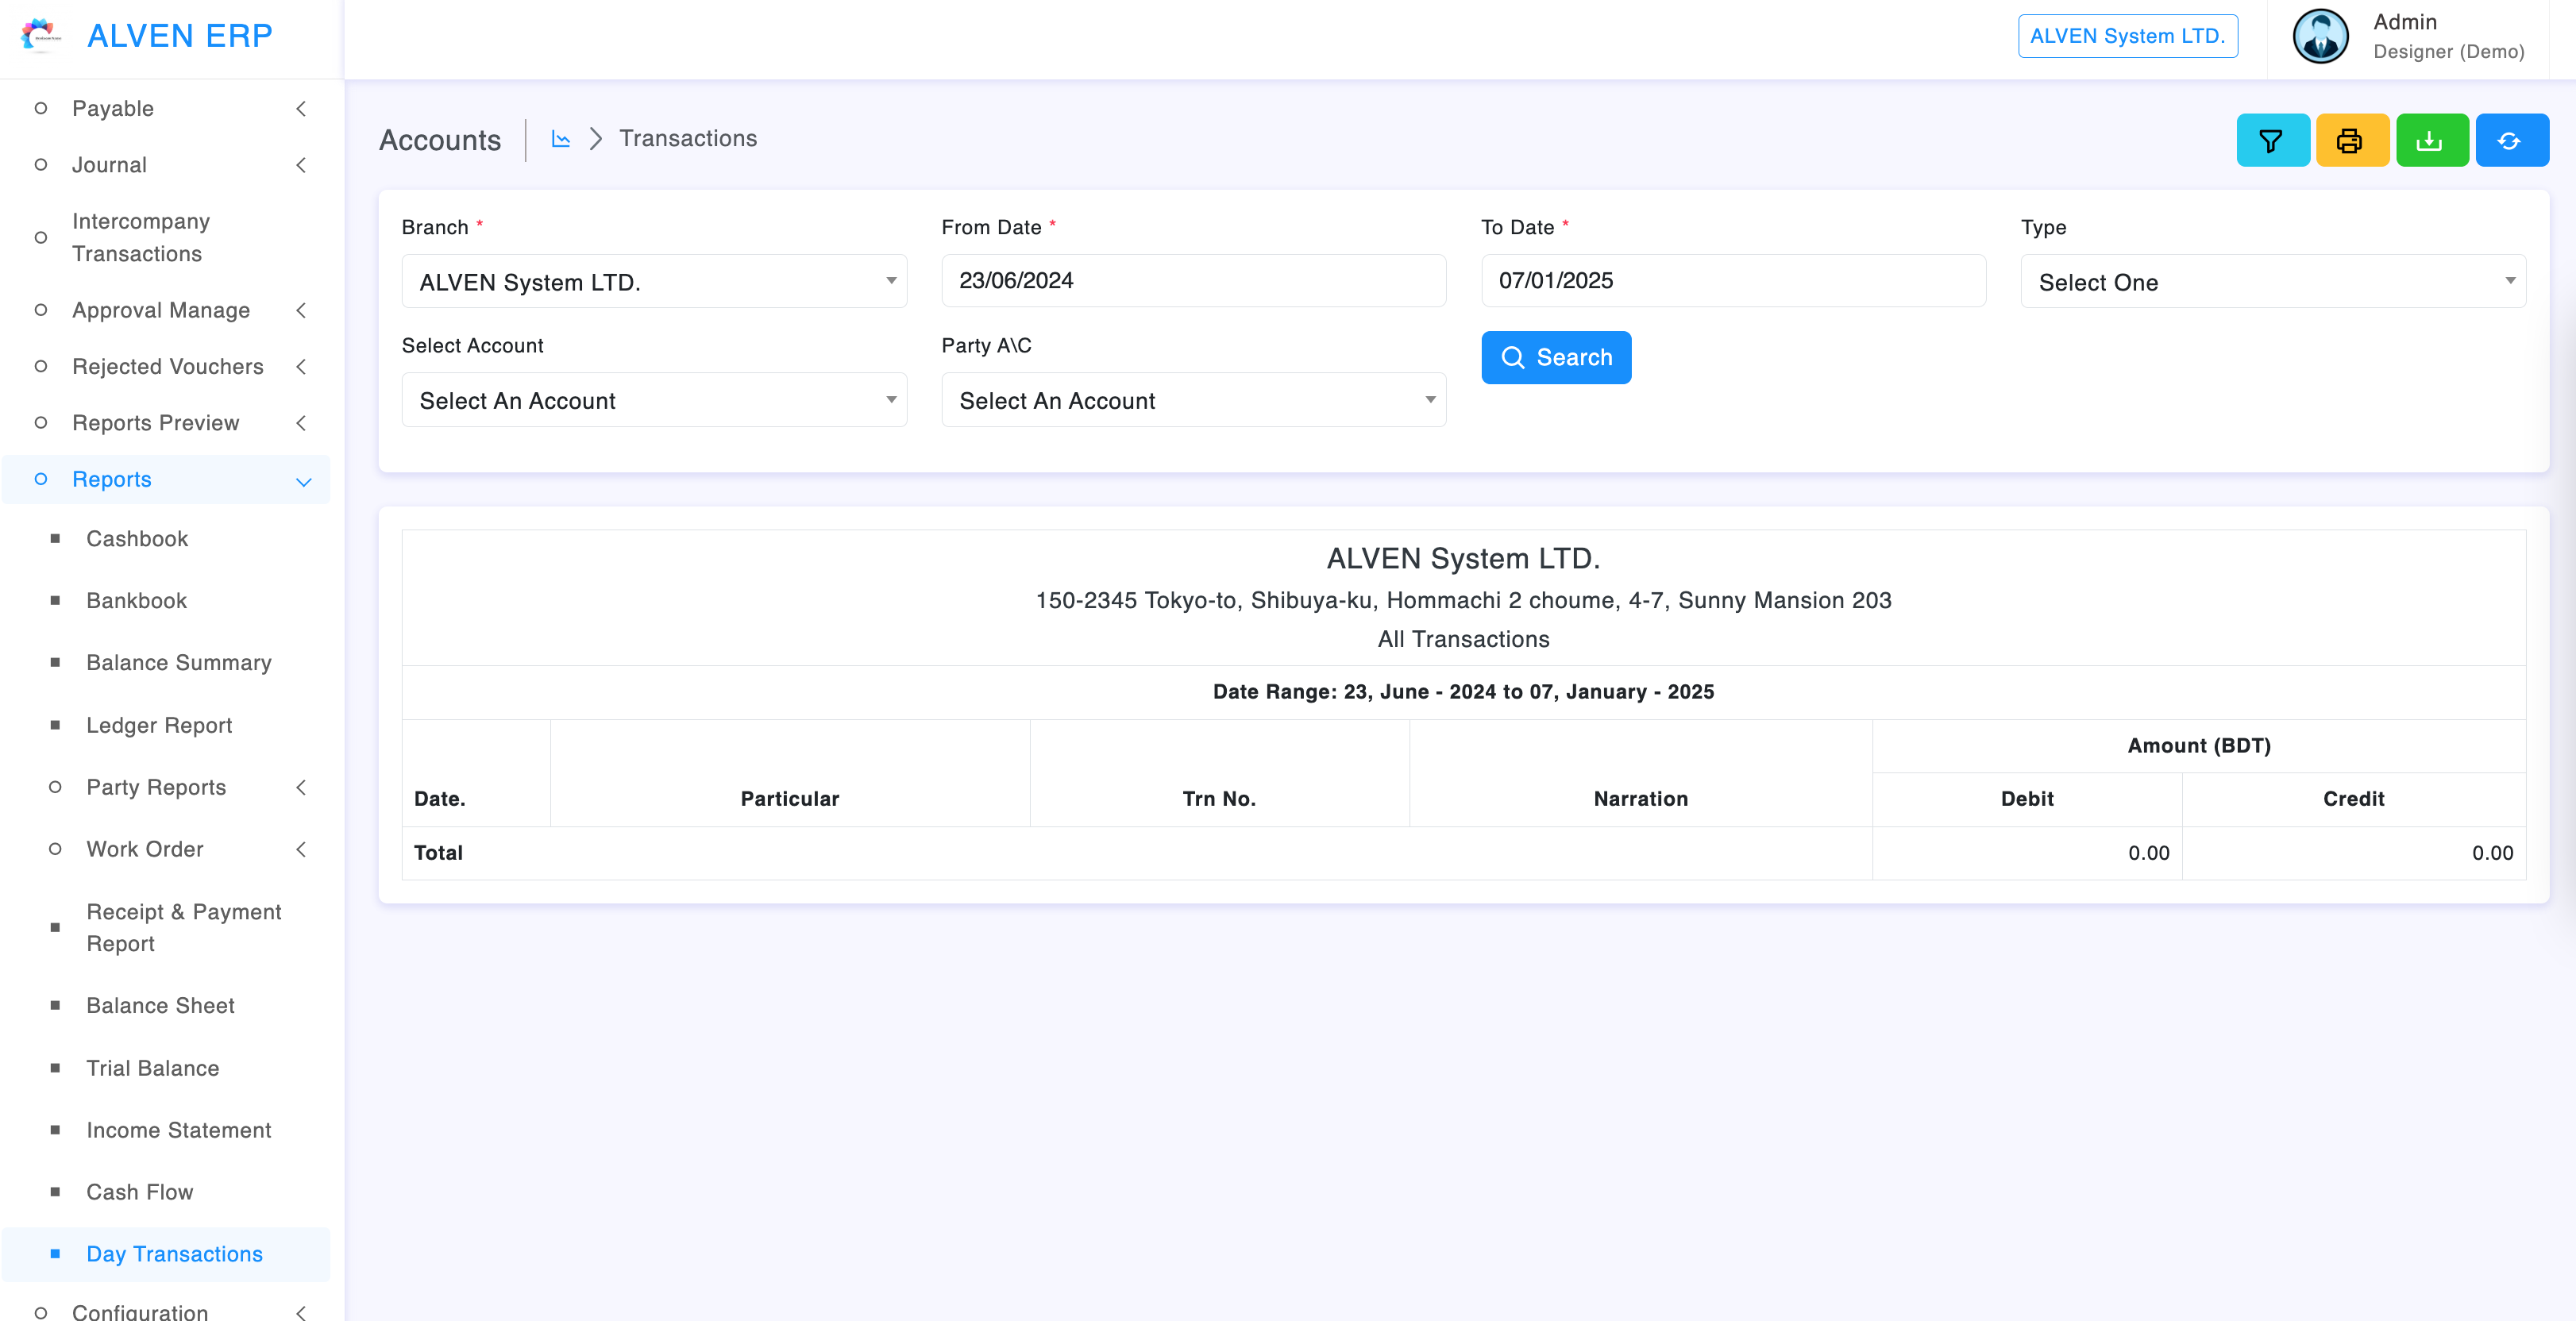 ALVEN ERP
ALVEN System LTD.
Admin
Designer (Demo)
Payable
Journal
Intercompany
Transactions
Approval Manage
Rejected Vouchers
Reports Preview
Reports
Cashbook
Bankbook
Balance Summary
Ledger Report
Party Reports
Work Order
Receipt & Payment
Report
Balance Sheet
Trial Balance
Income Statement
Cash Flow
Day Transactions
Configuration
Accounts
Transactions
Branch *
From Date *
To Date *
Type
ALVEN System LTD.
23/06/2024
07/01/2025
Select One
Select Account
Party A\C
Select An Account
Select An Account
Search
ALVEN System LTD.
150-2345 Tokyo-to, Shibuya-ku, Hommachi 2 choume, 4-7, Sunny Mansion 203
All Transactions
Date Range: 23, June - 2024 to 07, January - 2025
Amount (BDT)
Date. Particular Trn No. Narration Debit Credit
Total 0.00 0.00